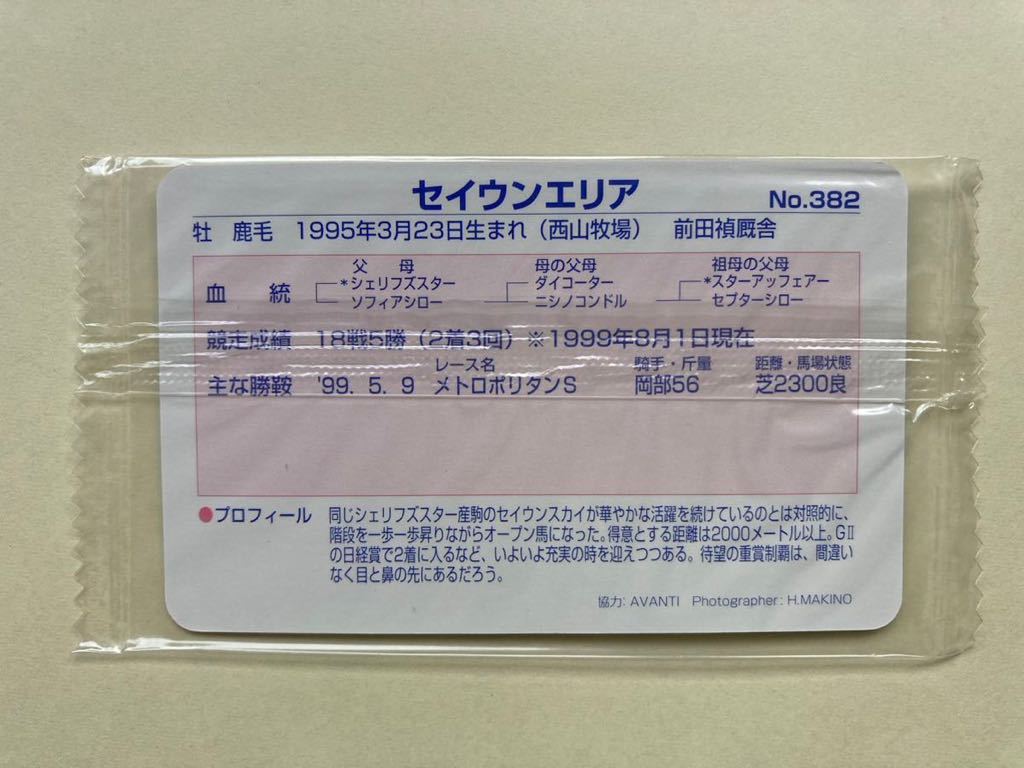 セイウンエリア No.382
牡 鹿毛 1995年3月23日生まれ（西山牧場） 前田禎厩舎
父 母 母の父母 祖母の父母
血 統 *シェリフズスター ダイコーター *スターアッフェアー
ソフィアシロー ニシノコンドル セプターシロー
競走成績 18戦5勝（2着3回）※1999年8月1日現在
レース名 騎手・斤量 距離・馬場状態
主な勝鞍 '99. 5. 9 メトロポリタンS 岡部56 芝2300良
●プロフィール 同じシェリフズスター産駒のセイウンスカイが華やかな活躍を続けているのとは対照的に、
階段を一歩一歩昇りながらオープン馬になった。得意とする距離は2000メートル以上。GⅡ
の日経賞で2着に入るなど、いよいよ充実の時を迎えつつある。待望の重賞制覇は、間違い
なく目と鼻の先にあるだろう。
協力: AVANTI Photographer: H.MAKINO